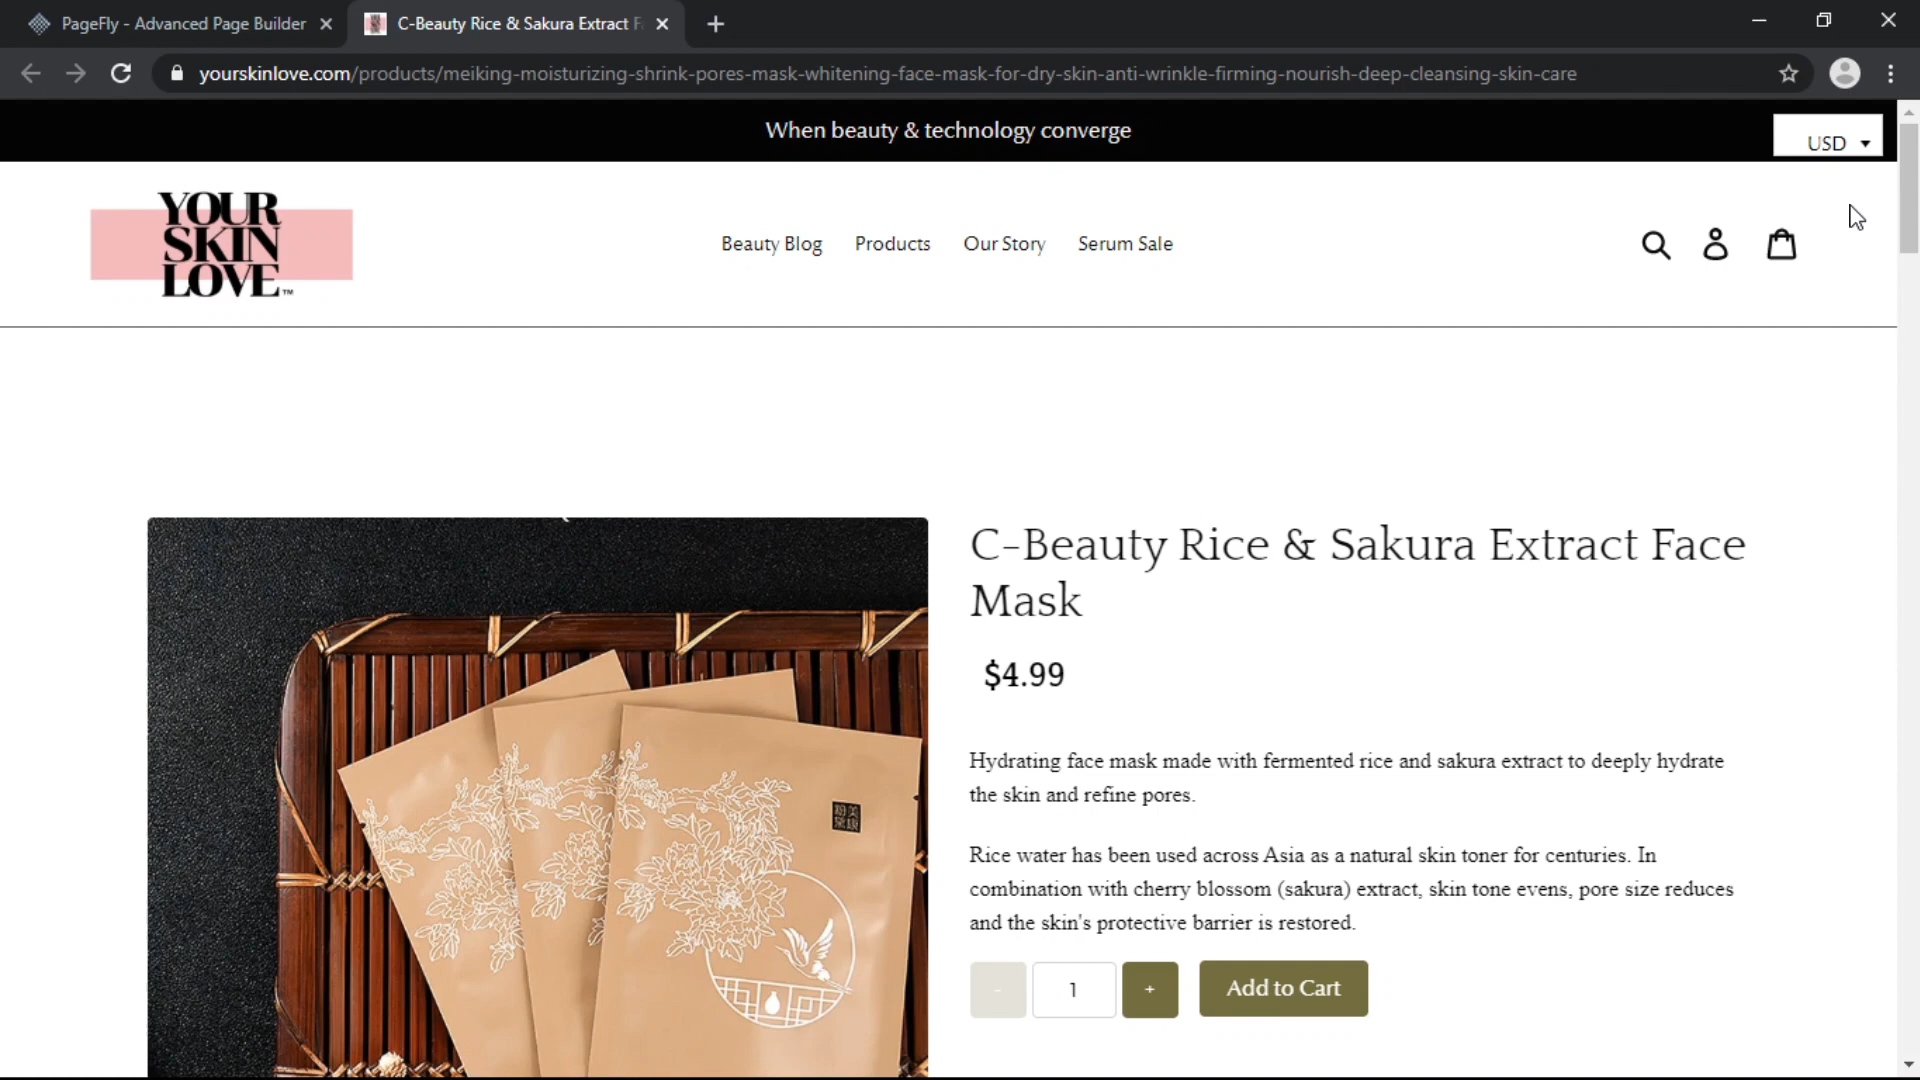 PageFly - Advanced Page Builder
C-Beauty Rice & Sakura Extract F
yourskinlove.com/products/meiking-moisturizing-shrink-pores-mask-whitening-face-mask-for-dry-skin-anti-wrinkle-firming-nourish-deep-cleansing-skin-care
When beauty & technology converge
USD
YOUR
SKIN
LOVE™
Beauty Blog
Products
Our Story
Serum Sale
C-Beauty Rice & Sakura Extract Face
Mask
$4.99
Hydrating face mask made with fermented rice and sakura extract to deeply hydrate
the skin and refine pores.
Rice water has been used across Asia as a natural skin toner for centuries. In
combination with cherry blossom (sakura) extract, skin tone evens, pore size reduces
and the skin's protective barrier is restored.
-
1
+
Add to Cart